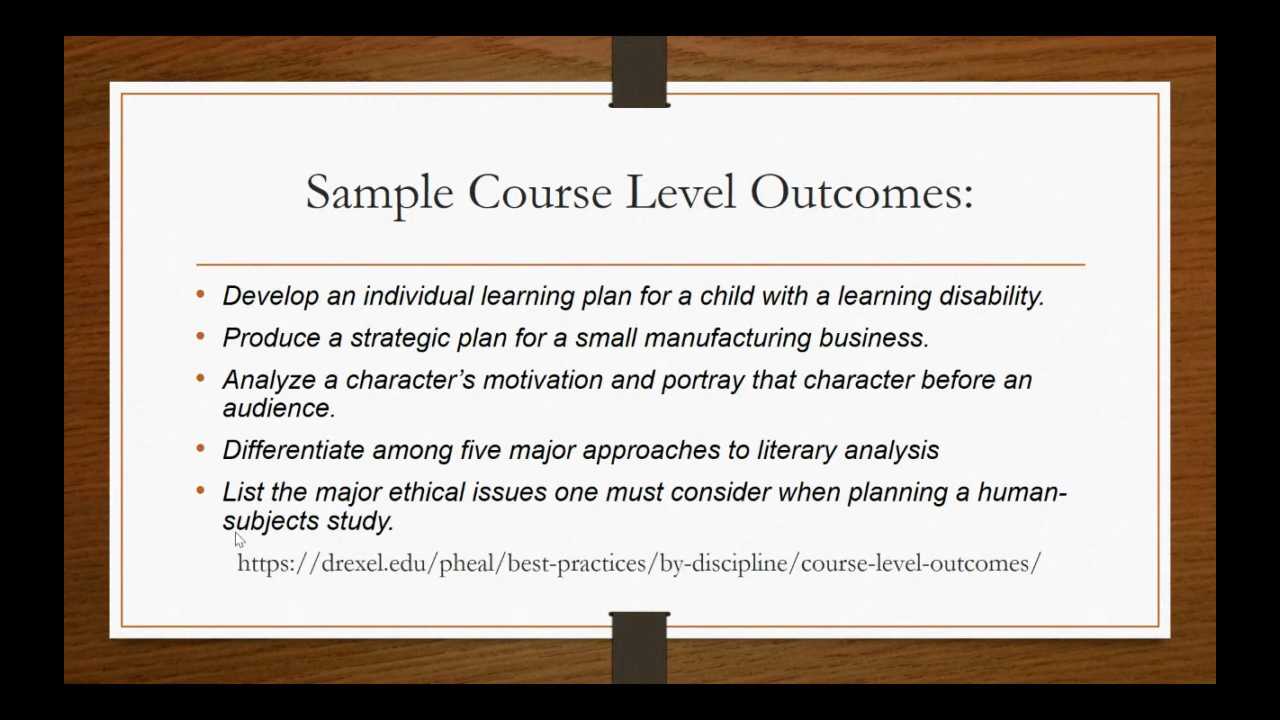 Sample Course Level Outcomes:
• Develop an individual learning plan for a child with a learning disability.
• Produce a strategic plan for a small manufacturing business.
• Analyze a character’s motivation and portray that character before an
audience.
• Differentiate among five major approaches to literary analysis
• List the major ethical issues one must consider when planning a human-
subjects study.
https://drexel.edu/pheal/best-practices/by-discipline/course-level-outcomes/